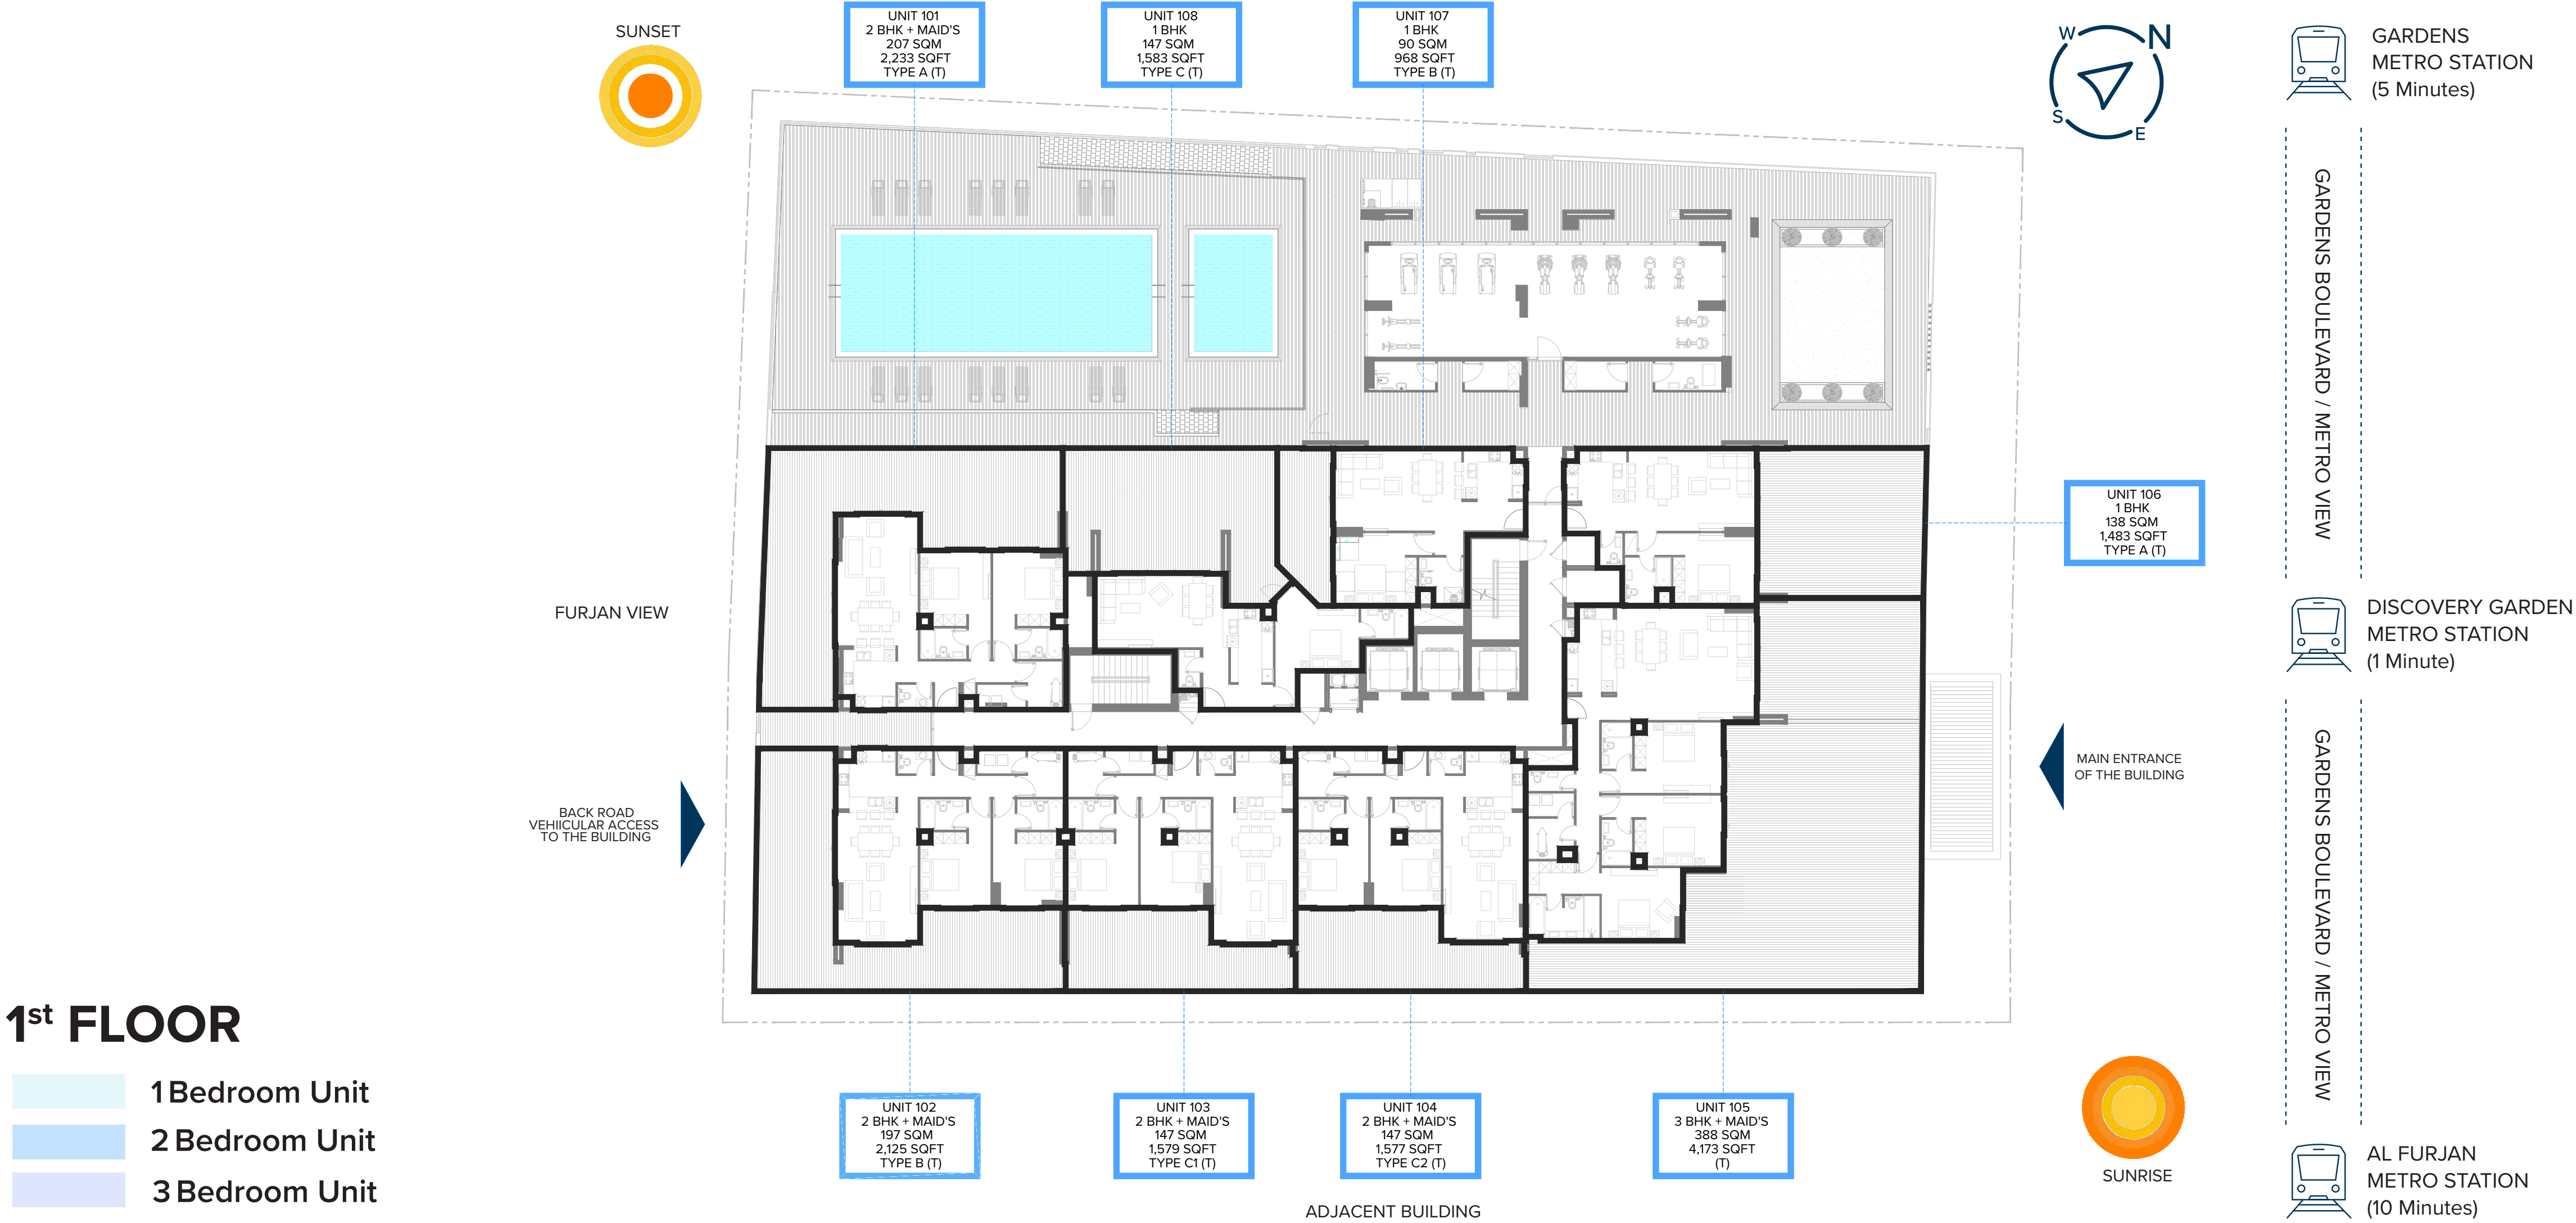 SUNSET
UNIT 101
2 BHK + MAID'S
207 SQM
2,233 SQFT
TYPE A (T)
UNIT 108
1 BHK
147 SQM
1,583 SQFT
TYPE C (T)
UNIT 107
1 BHK
90 SQM
968 SQFT
TYPE B (T)
W
N
S
E
GARDENS
METRO STATION
(5 Minutes)
GARDENS BOULEVARD / METRO VIEW
UNIT 106
1 BHK
138 SQM
1,483 SQFT
TYPE A (T)
FURJAN VIEW
DISCOVERY GARDEN
METRO STATION
(1 Minute)
BACK ROAD
VEHIICULAR ACCESS
TO THE BUILDING
MAIN ENTRANCE
OF THE BUILDING
GARDENS BOULEVARD / METRO VIEW
1st FLOOR
1 Bedroom Unit
2 Bedroom Unit
3 Bedroom Unit
UNIT 102
2 BHK + MAID'S
197 SQM
2,125 SQFT
TYPE B (T)
UNIT 103
2 BHK + MAID'S
147 SQM
1,579 SQFT
TYPE C1 (T)
UNIT 104
2 BHK + MAID'S
147 SQM
1,577 SQFT
TYPE C2 (T)
UNIT 105
3 BHK + MAID'S
388 SQM
4,173 SQFT
(T)
SUNRISE
AL FURJAN
METRO STATION
(10 Minutes)
ADJACENT BUILDING